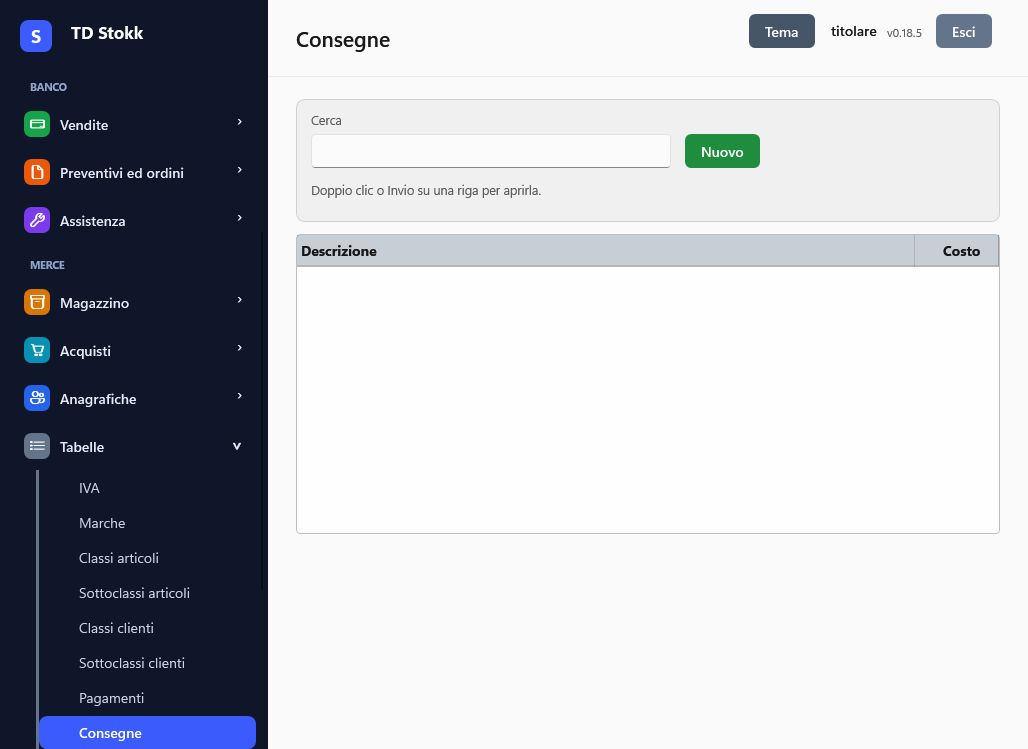 S
TD Stokk
BANCO
Vendite
Preventivi ed ordini
Assistenza
MERCE
Magazzino
Acquisti
Anagrafiche
Tabelle
IVA
Marche
Classi articoli
Sottoclassi articoli
Classi clienti
Sottoclassi clienti
Pagamenti
Consegne
Consegne
Tema
titolare v0.18.5
Esci
Cerca
Nuovo
Doppio clic o Invio su una riga per aprirla.
Descrizione Costo